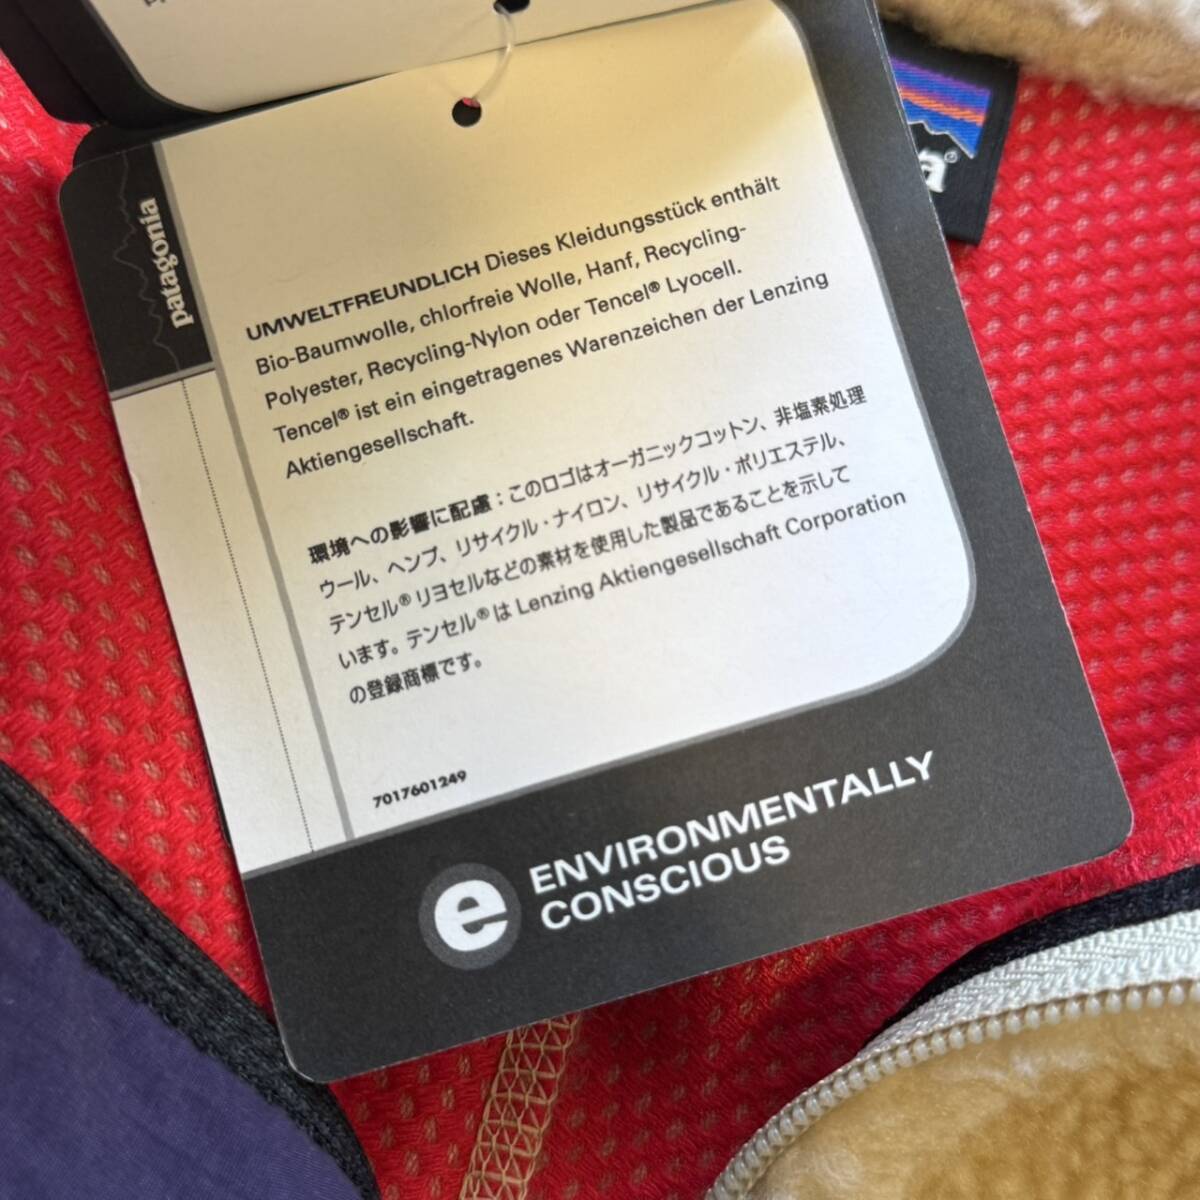 patagonia
UMWELTFREUNDLICH Dieses Kleidungsstück enthält
Bio-Baumwolle, chlorfreie Wolle, Hanf, Recycling-
Polyester, Recycling-Nylon oder Tencel® Lyocell.
Tencel® ist ein eingetragenes Warenzeichen der Lenzing
Aktiengesellschaft.
環境への影響に配慮：このロゴはオーガニックコットン、非塩素処理
ウール、ヘンプ、リサイクル・ナイロン、リサイクル・ポリエステル、
テンセル®リヨセルなどの素材を使用した製品であることを示して
います。テンセル®は Lenzing Aktiengesellschaft Corporation
の登録商標です。
7017601249
e ENVIRONMENTALLY
CONSCIOUS
a®